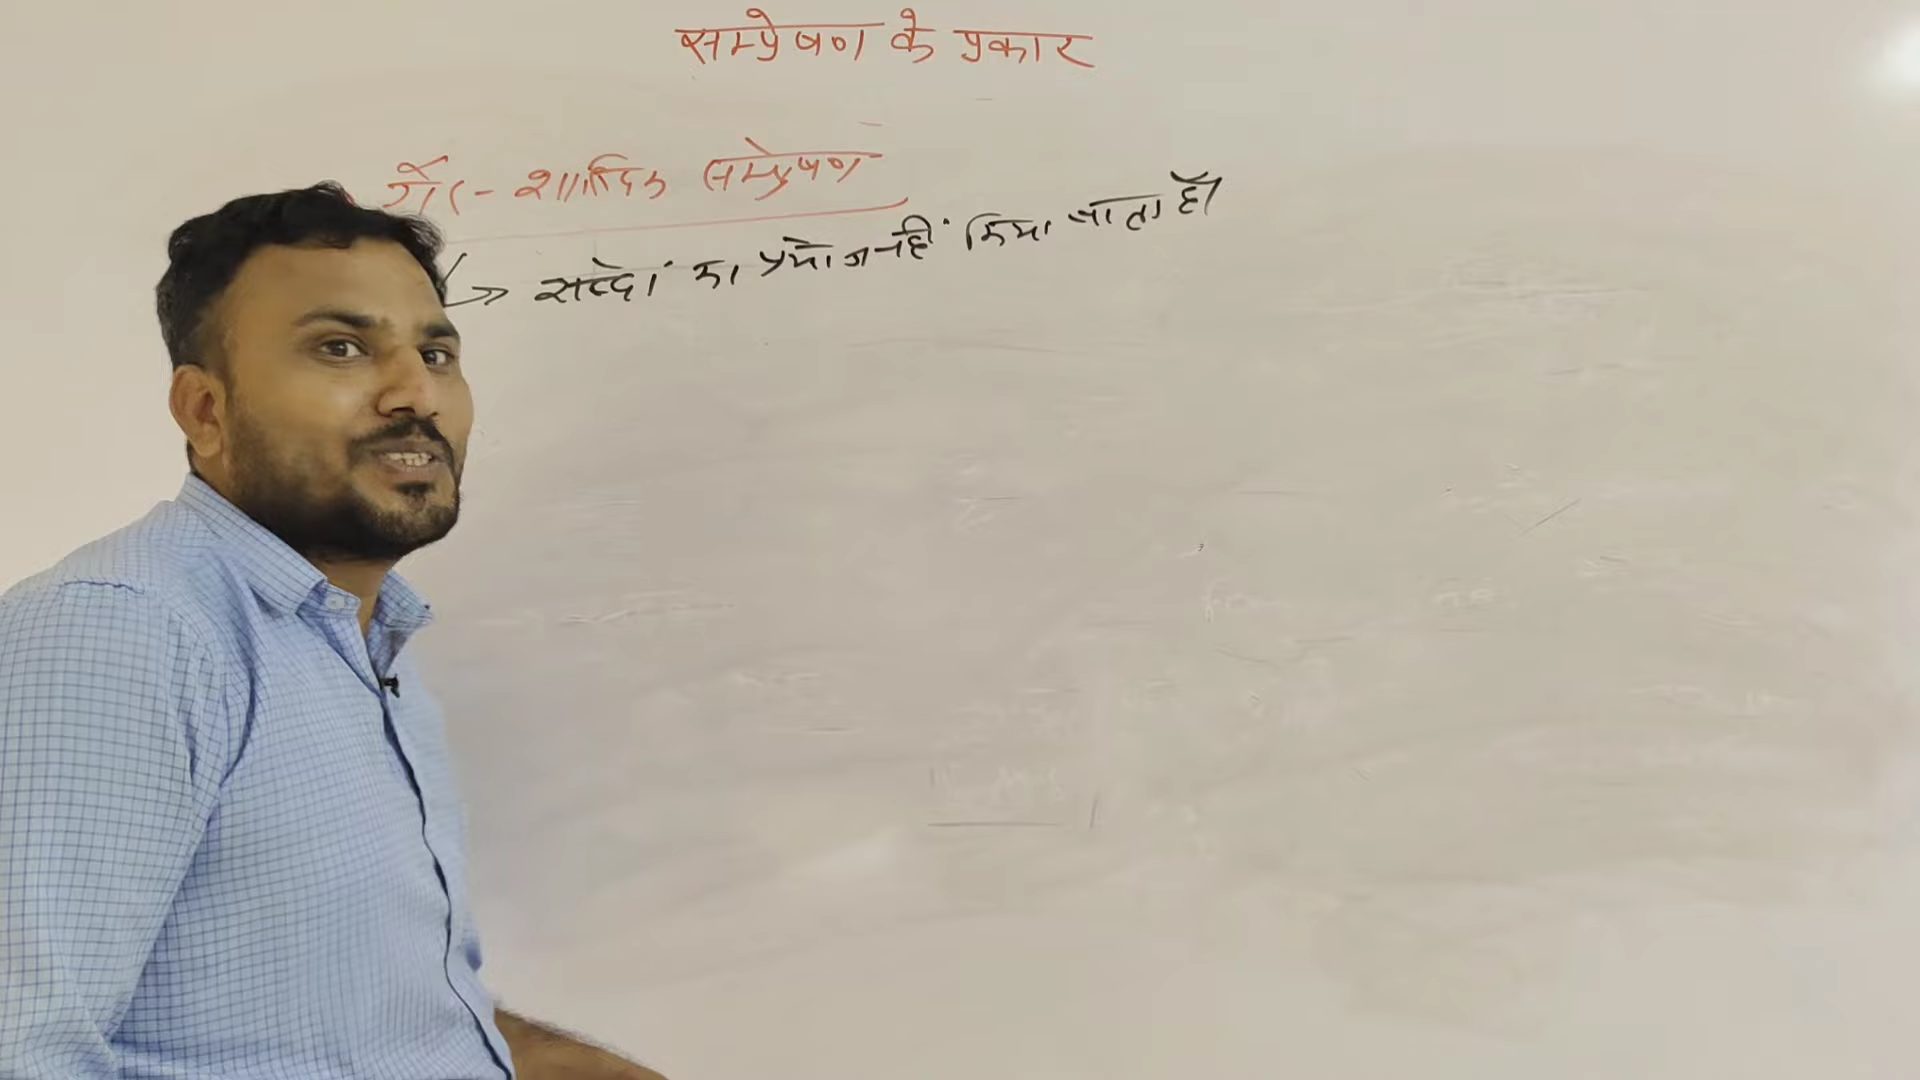 सम्प्रेषण के प्रकार
गैर-शाब्दिक सम्प्रेषण
शब्दों का प्रयोग नहीं किया जाता है।